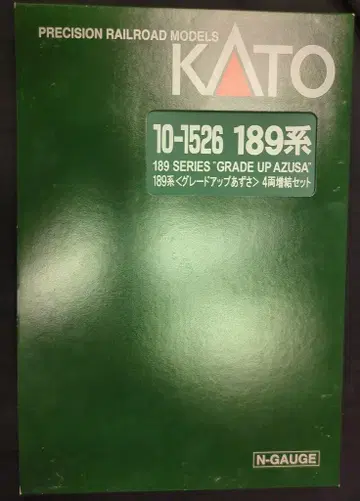 PRECISION RAILROAD MODELS
KATO
10-1526 189系
189 SERIES "GRADE UP AZUSA"
189系<グレードアップあずさ> 4両増結セット
N-GAUGE